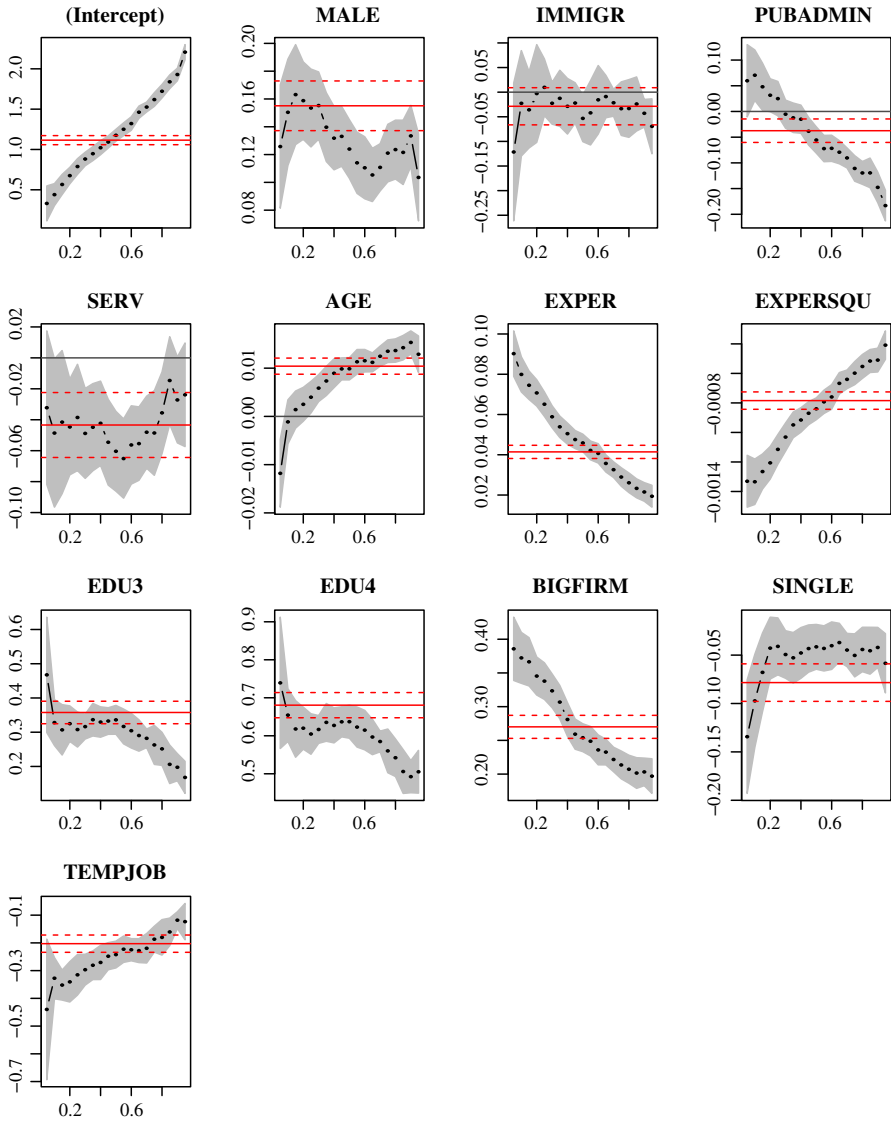 (Intercept)
MALE
IMMIGR
PUBADMIN
0.5 1.0 1.5 2.0
0.08 0.12 0.16 0.20
−0.25 −0.15 −0.05 0.05
−0.20 −0.10 0.00 0.10
0.2 0.6
0.2 0.6
0.2 0.6
0.2 0.6
SERV
AGE
EXPER
EXPERSQU
−0.10 −0.06 −0.02 0.02
−0.02 −0.01 0.00 0.01
0.02 0.04 0.06 0.08 0.10
−0.0014 −0.0008
0.2 0.6
0.2 0.6
0.2 0.6
0.2 0.6
EDU3
EDU4
BIGFIRM
SINGLE
0.2 0.3 0.4 0.5 0.6
0.5 0.6 0.7 0.8 0.9
0.20 0.30 0.40
−0.20 −0.15 −0.10 −0.05
0.2 0.6
0.2 0.6
0.2 0.6
0.2 0.6
TEMPJOB
−0.7 −0.5 −0.3 −0.1
0.2 0.6